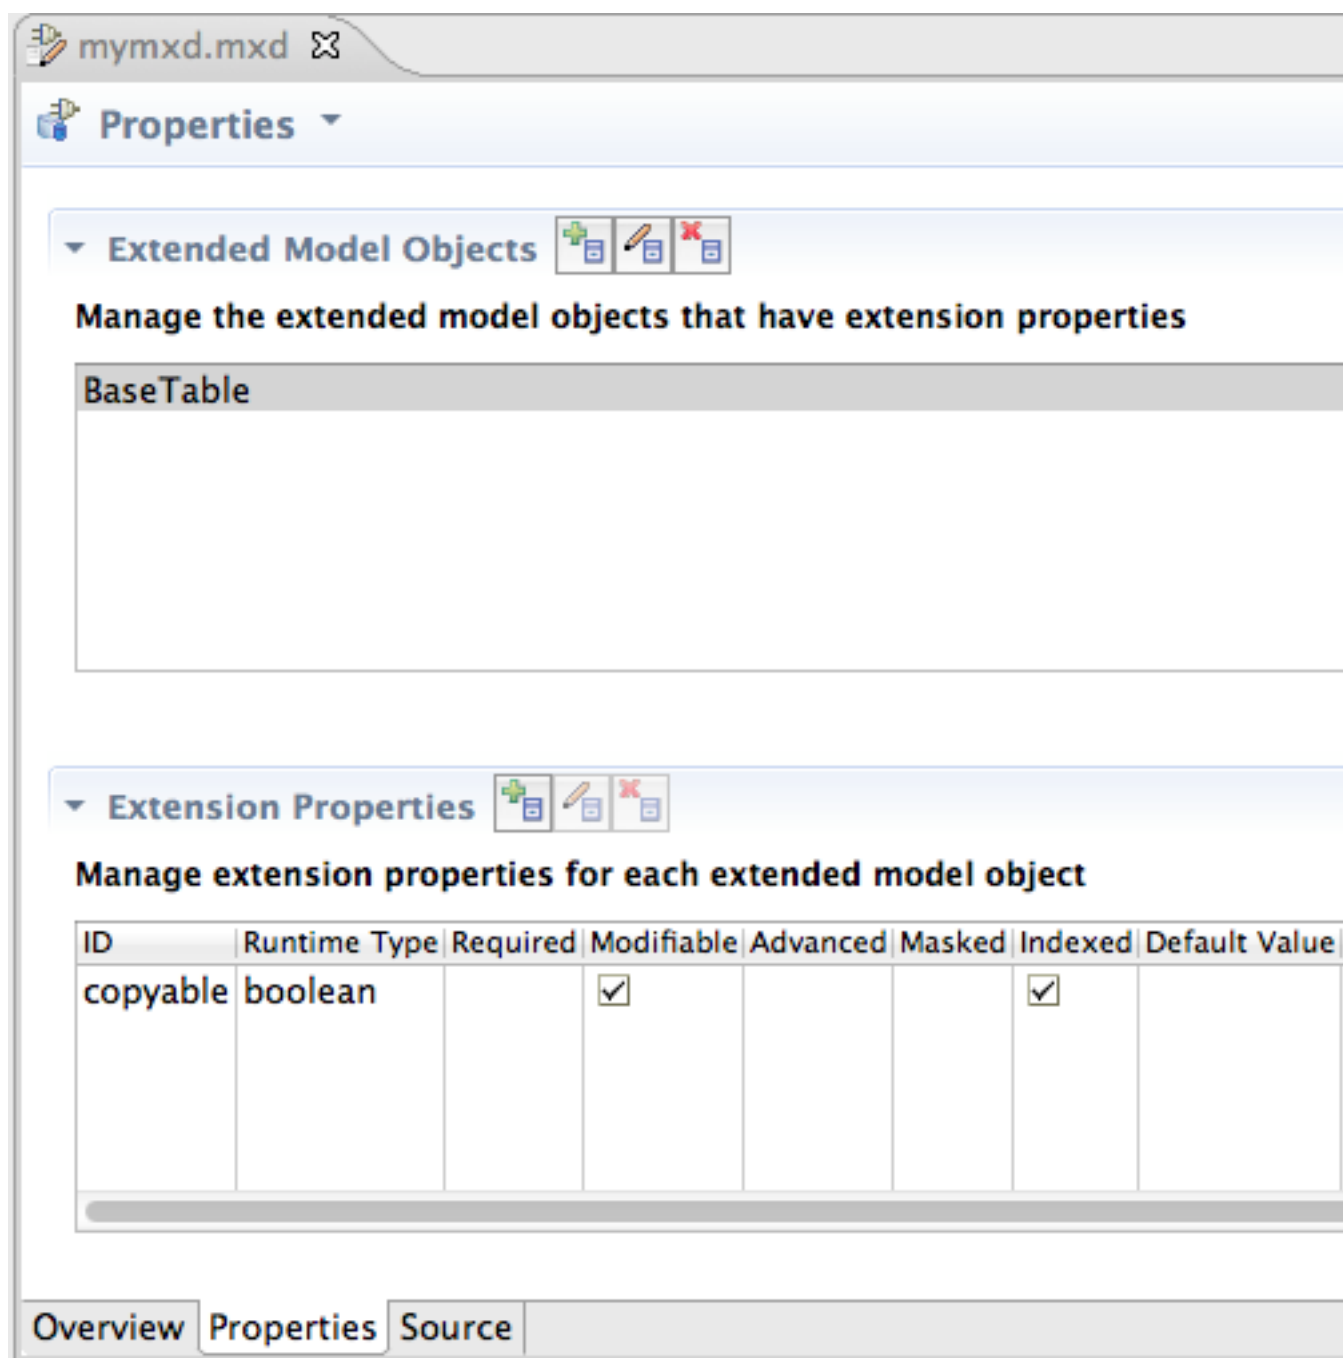 mymxd.mxd
Properties
Extended Model Objects
Manage the extended model objects that have extension properties
BaseTable
Extension Properties
Manage extension properties for each extended model object
ID Runtime Type Required Modifiable Advanced Masked Indexed Default Value
copyable boolean
Overview Properties Source